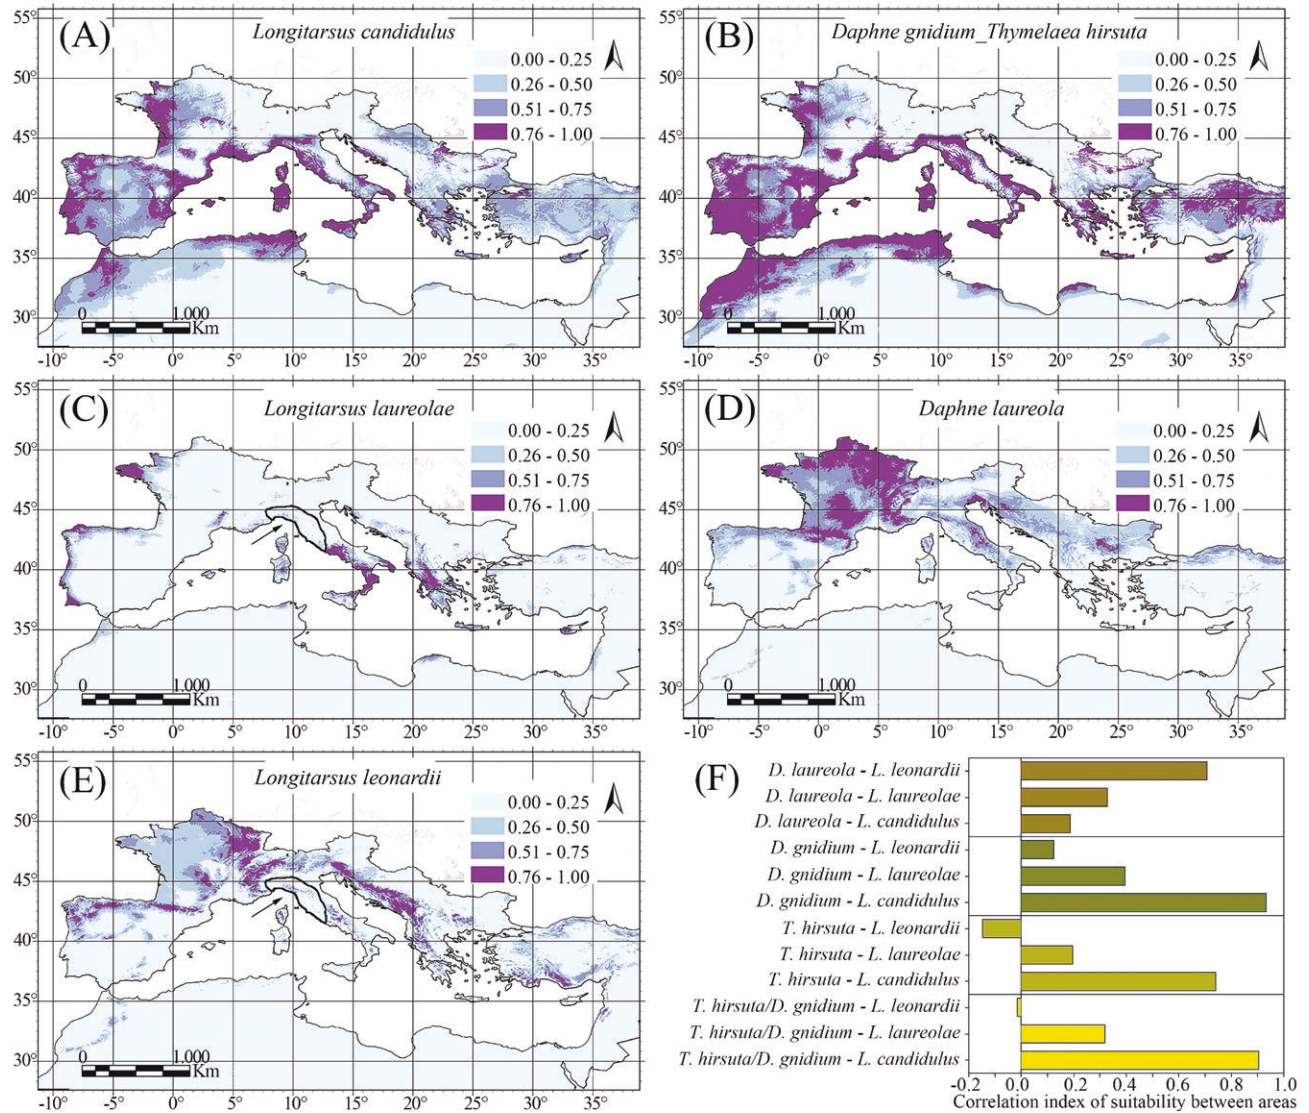 (A)
Longitarsus candidulus
0.00 - 0.25
0.26 - 0.50
0.51 - 0.75
0.76 - 1.00
55°
50°
45°
40°
35°
30°
0 1.000
Km
-10° -5° 0° 5° 10° 15° 20° 25° 30° 35°
(B)
Daphne gnidium_Thymelaea hirsuta
0.00 - 0.25
0.26 - 0.50
0.51 - 0.75
0.76 - 1.00
55°
50°
45°
40°
35°
30°
0 1.000
Km
-10° -5° 0° 5° 10° 15° 20° 25° 30° 35°
(C)
Longitarsus laureolae
0.00 - 0.25
0.26 - 0.50
0.51 - 0.75
0.76 - 1.00
55°
50°
45°
40°
35°
30°
0 1.000
Km
-10° -5° 0° 5° 10° 15° 20° 25° 30° 35°
(D)
Daphne laureola
0.00 - 0.25
0.26 - 0.50
0.51 - 0.75
0.76 - 1.00
55°
50°
45°
40°
35°
30°
0 1.000
Km
-10° -5° 0° 5° 10° 15° 20° 25° 30° 35°
(E)
Longitarsus leonardii
0.00 - 0.25
0.26 - 0.50
0.51 - 0.75
0.76 - 1.00
55°
50°
45°
40°
35°
30°
0 1.000
Km
-10° -5° 0° 5° 10° 15° 20° 25° 30° 35°
(F)
D. laureola - L. leonardii
D. laureola - L. laureolae
D. laureola - L. candidulus
D. gnidium - L. leonardii
D. gnidium - L. laureolae
D. gnidium - L. candidulus
T. hirsuta - L. leonardii
T. hirsuta - L. laureolae
T. hirsuta - L. candidulus
T. hirsuta/D. gnidium - L. leonardii
T. hirsuta/D. gnidium - L. laureolae
T. hirsuta/D. gnidium - L. candidulus
-0.2 0.0 0.2 0.4 0.6 0.8 1.0
Correlation index of suitability between areas